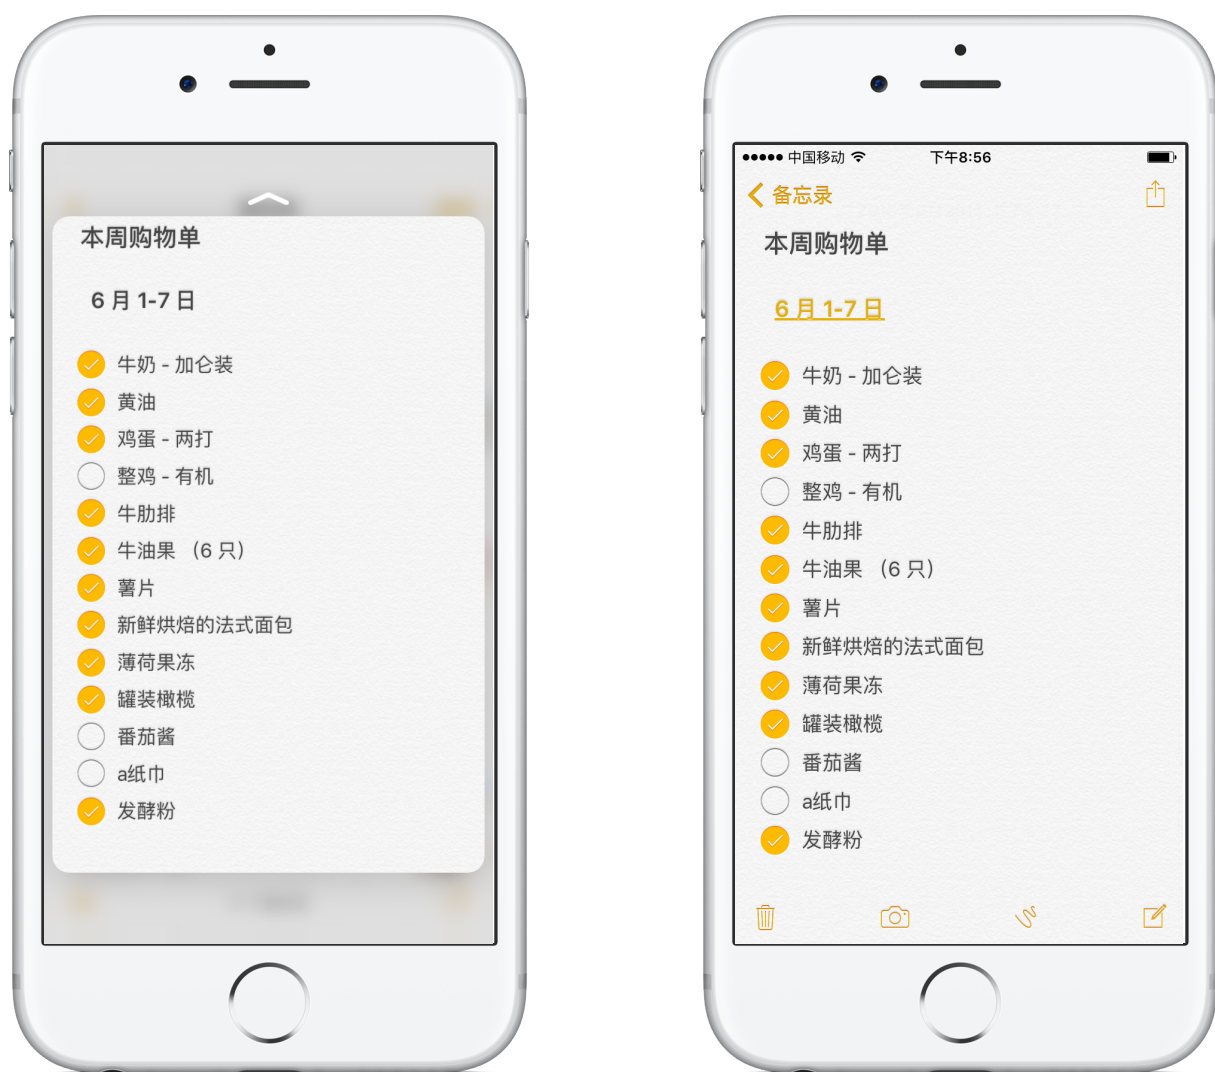 本周购物单
6 月 1-7 日
牛奶 - 加仑装
黄油
鸡蛋 - 两打
整鸡 - 有机
牛肋排
牛油果 （6 只）
薯片
新鲜烘焙的法式面包
薄荷果冻
罐装橄榄
番茄酱
a纸巾
发酵粉
中国移动 下午8:56
备忘录
本周购物单
6 月 1-7 日
牛奶 - 加仑装
黄油
鸡蛋 - 两打
整鸡 - 有机
牛肋排
牛油果 （6 只）
薯片
新鲜烘焙的法式面包
薄荷果冻
罐装橄榄
番茄酱
a纸巾
发酵粉